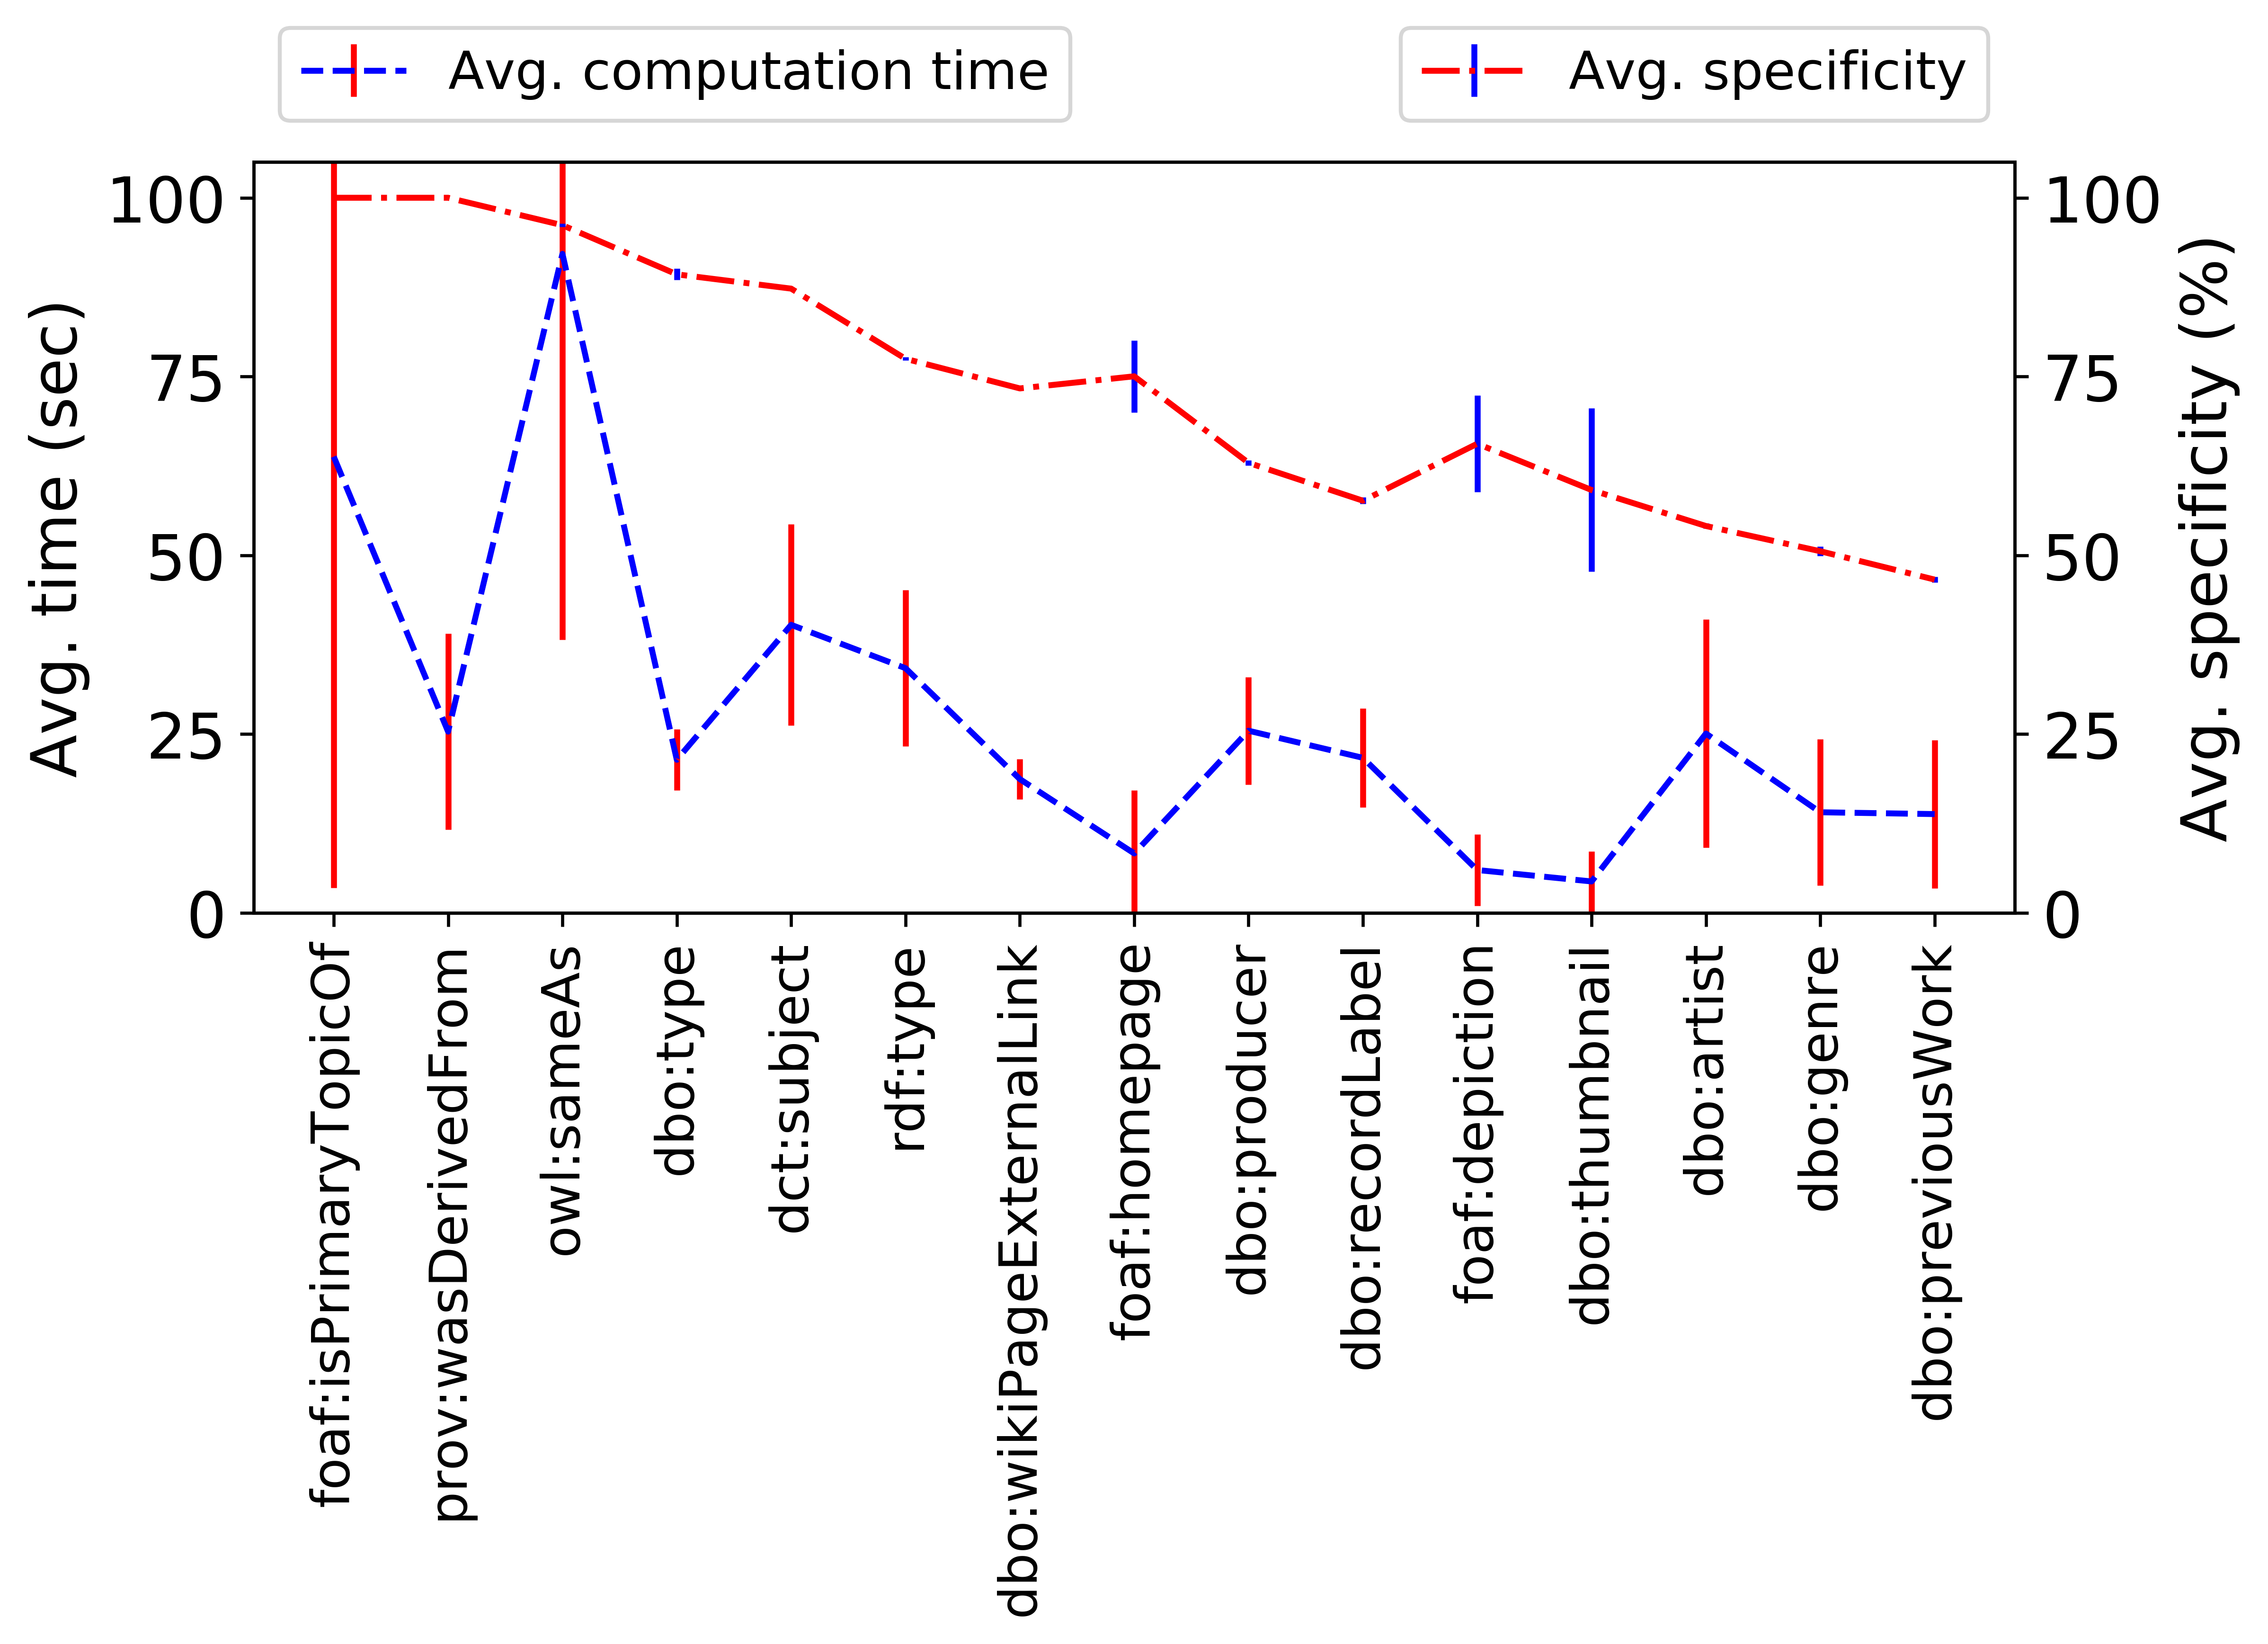 Avg. computation time
Avg. specificity
Avg. time (sec)
100
75
50
25
0
100
75
50
25
0
Avg. specificity (%)
foaf:isPrimaryTopicOf
prov:wasDerivedFrom
owl:sameAs
dbo:type
dct:subject
rdf:type
dbo:wikiPageExternalLink
foaf:homepage
dbo:producer
dbo:recordLabel
foaf:depiction
dbo:thumbnail
dbo:artist
dbo:genre
dbo:previousWork